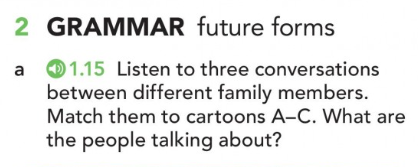 2 GRAMMAR future forms
a 1.15 Listen to three conversations
between different family members.
Match them to cartoons A–C. What are
the people talking about?